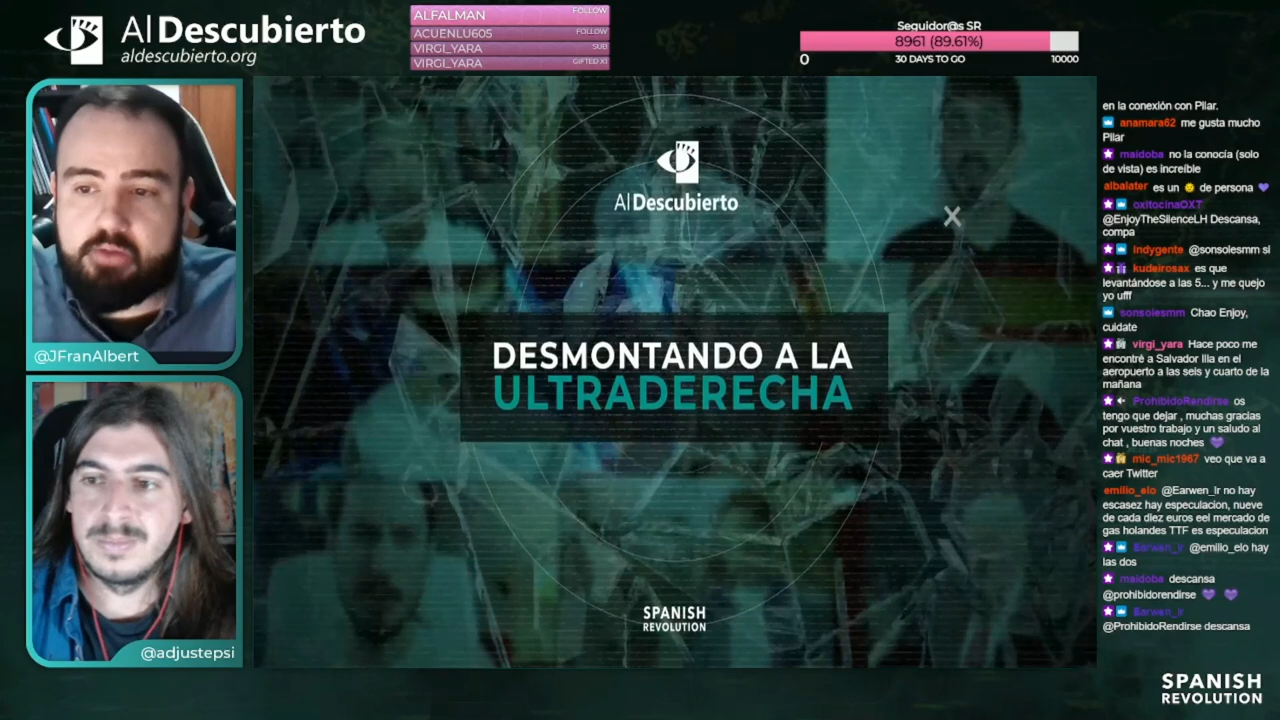 Al Descubierto
aldescubierto.org
ALFALMAN FOLLOW
ACUENLU605 FOLLOW
VIRGI_YARA SUB
VIRGI_YARA GIFTED X1
Seguidor@s SR
8961 (89.61%)
0 30 DAYS TO GO 10000
@JFranAlbert
@adjustepsi
Al Descubierto
DESMONTANDO A LA
ULTRADERECHA
SPANISH
REVOLUTION
en la conexión con Pilar.
anamara62 me gusta mucho
Pilar
maidoba no la conocía (solo
de vista) es increíble
albalater es un de persona
oxitocinaOXT
@EnjoyTheSilenceLH Descansa,
compa
Indygente @sonsolesmm si
kudeirosax es que
levantándose a las 5... y me quejo
yo ufff
sonsolesmm Chao Enjoy,
cuidate
virgi_yara Hace poco me
encontré a Salvador Illa en el
aeropuerto a las seis y cuarto de la
mañana
ProhibidoRendirse os
tengo que dejar , muchas gracias
por vuestro trabajo y un saludo al
chat , buenas noches
mic_mic1967 veo que va a
caer Twitter
emilio_elo @Earwen_Ir no hay
escasez hay especulacion, nueve
de cada diez euros eel mercado de
gas holandes TTF es especulacion
Earwen_Ir @emilio_elo hay
las dos
maidoba descansa
@prohibidorendirse
Earwen_Ir
@ProhibidoRendirse descansa
SPANISH
REVOLUTION